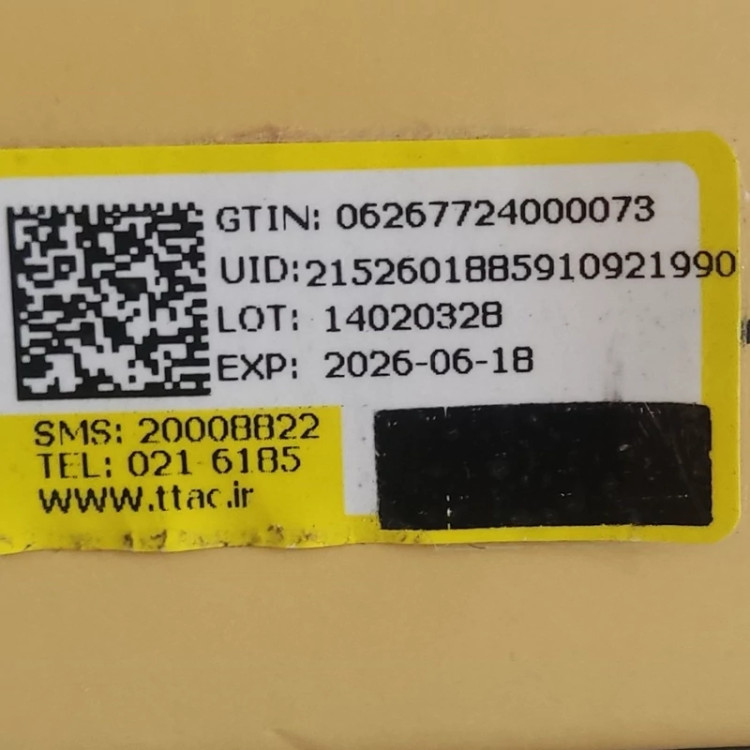 GTIN: 06267724000073
UID:21526018859109219​90
LOT: 14020328
EXP: 2026-06-18
SMS: 20008822
TEL: 021 6185
WWW.ttac.ir